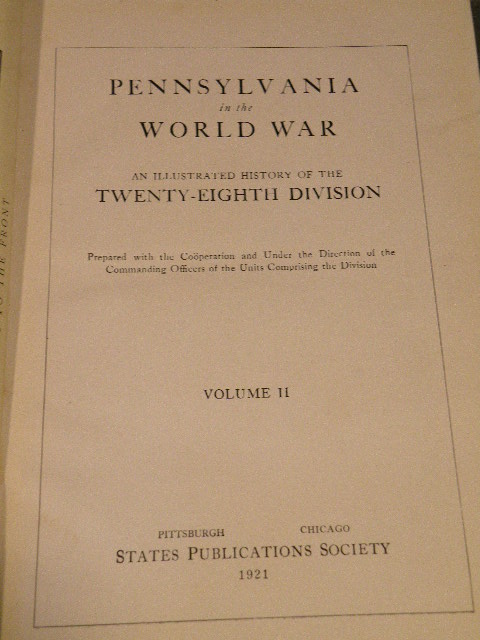 PENNSYLVANIA
in the
WORLD WAR
AN ILLUSTRATED HISTORY OF THE
TWENTY-EIGHTH DIVISION
Prepared with the Coöperation and Under the Direction of the
Commanding Officers of the Units Comprising the Division
VOLUME II
PITTSBURGH CHICAGO
STATES PUBLICATIONS SOCIETY
1921
THE FRONT